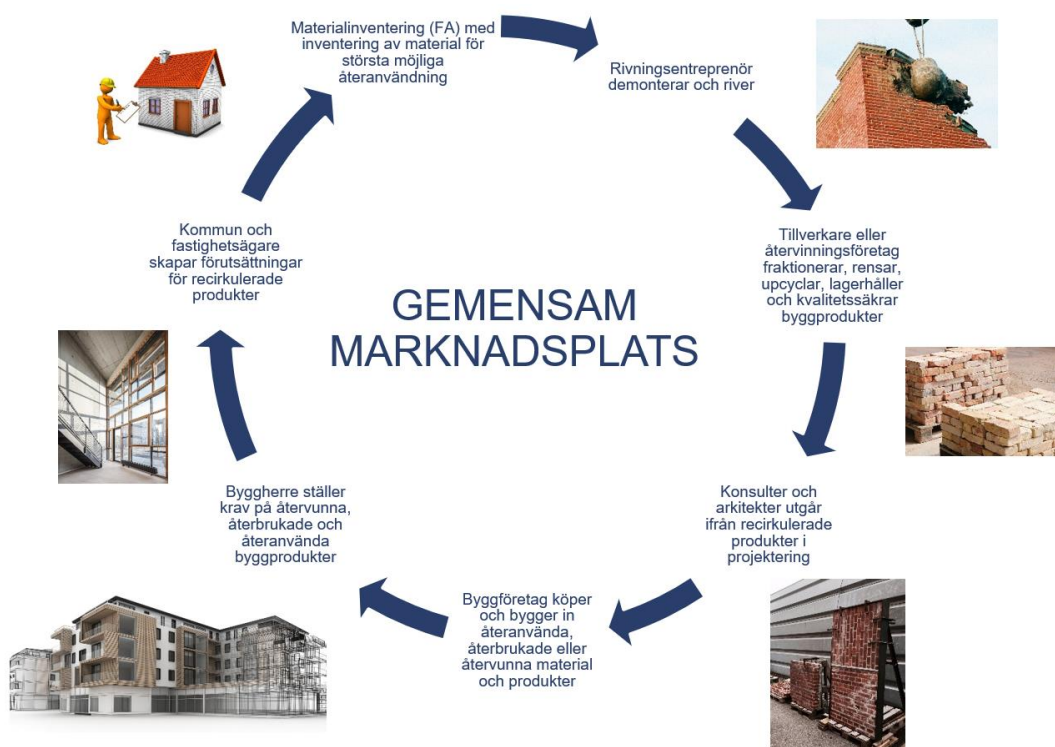 Materialinventering (FA) med
inventering av material för
största möjliga
återanvändning
Rivningsentreprenör
demonterar och river
Tillverkare eller
återvinningsföretag
fraktionerar, rensar,
upcyclar, lagerhåller
och kvalitetssäkrar
byggprodukter
Konsulter och
arkitekter utgår
ifrån recirkulerade
produkter i
projektering
Byggföretag köper
och bygger in
återanvända,
återbrukade eller
återvunna material
och produkter
Byggherre ställer
krav på återvunna,
återbrukade och
återanvända
byggprodukter
Kommun och
fastighetsägare
skapar förutsättningar
för recirkulerade
produkter
GEMENSAM
MARKNADSPLATS